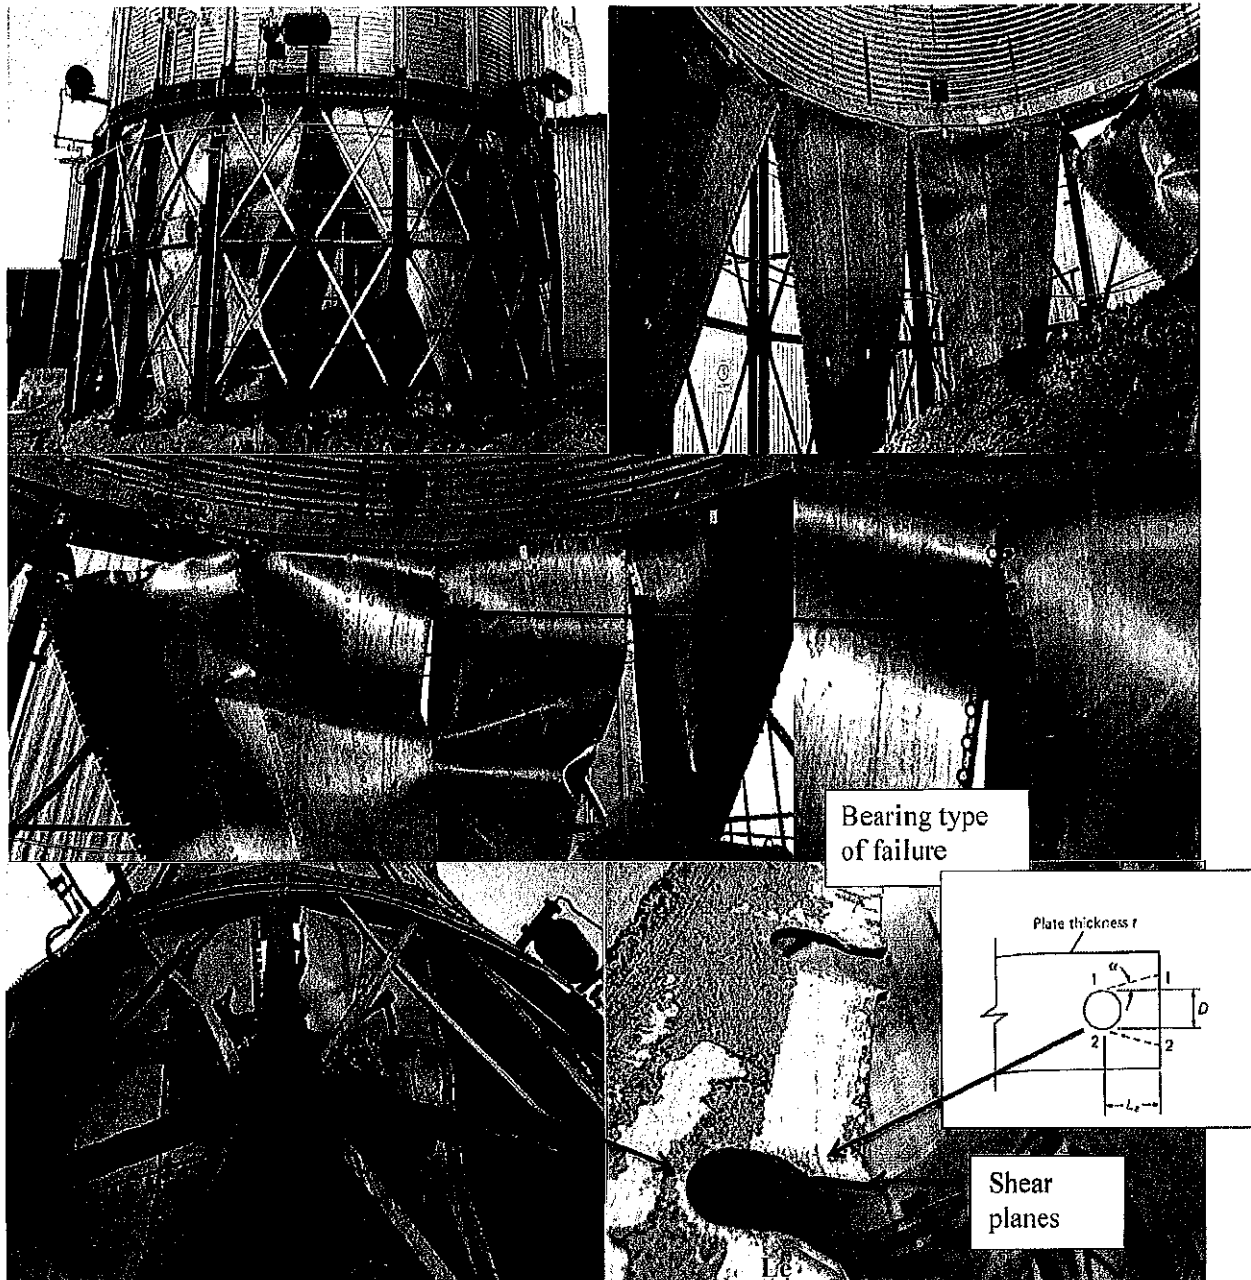 Bearing type
of failure
Plate thickness t
α
1
1
D
2
2
Le
Shear
planes
Le